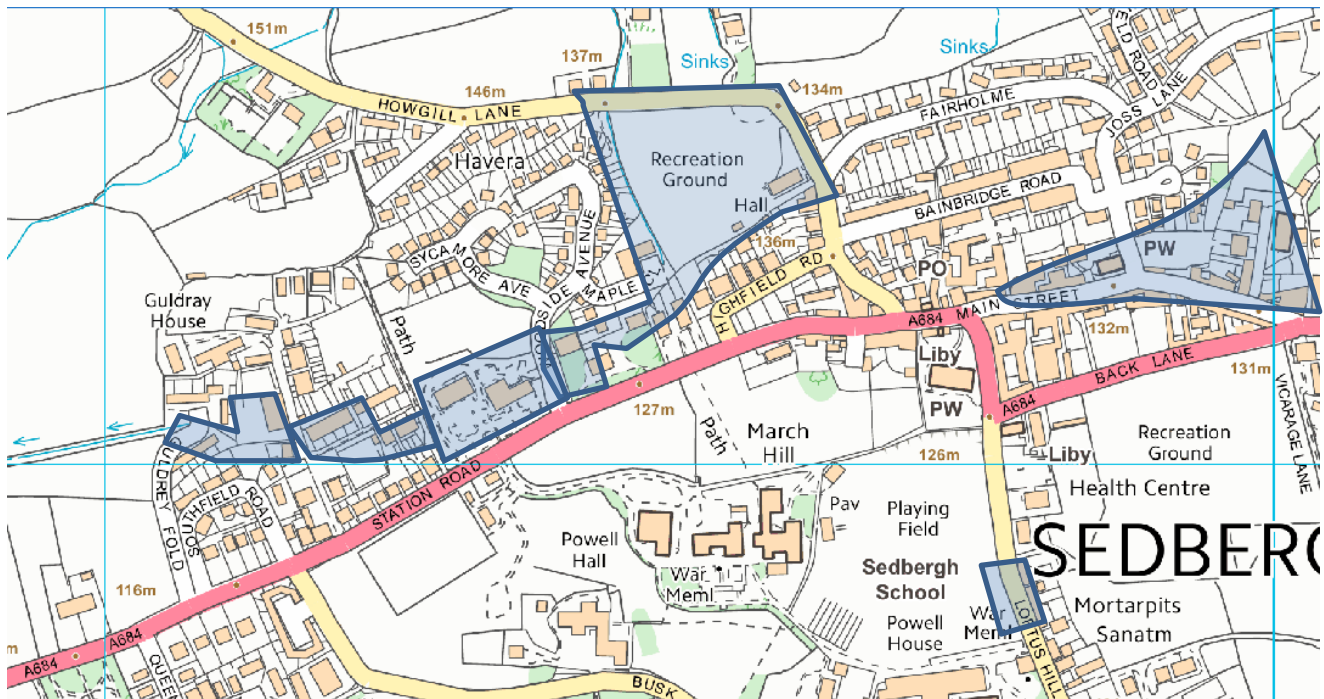 151m
137m
Sinks
Sinks
146m
134m
HOWGILL LANE
FAIRHOLME
JOSS LANE
Havera
Recreation
Ground
BAINBRIDGE ROAD
Hall
136m
PW
SYCAMORE AVE
AVENUE
MAPLE
HIGHFIELD RD
PO
Guldray
House
Path
A684
MAIN STREET
132m
Liby
127m
BACK LANE
131m
PW
A684
VICARAGE LANE
Path
March
Hill
126m
Liby
Recreation
Ground
STATION ROAD
Health Centre
Pav
Playing
Field
Powell
Hall
SEDBERG
Sedbergh
School
War
Meml
116m
Powell
House
War
Meml
LOFTUS HILL
Mortarpits
Sanatm
A684
A684
BUSK